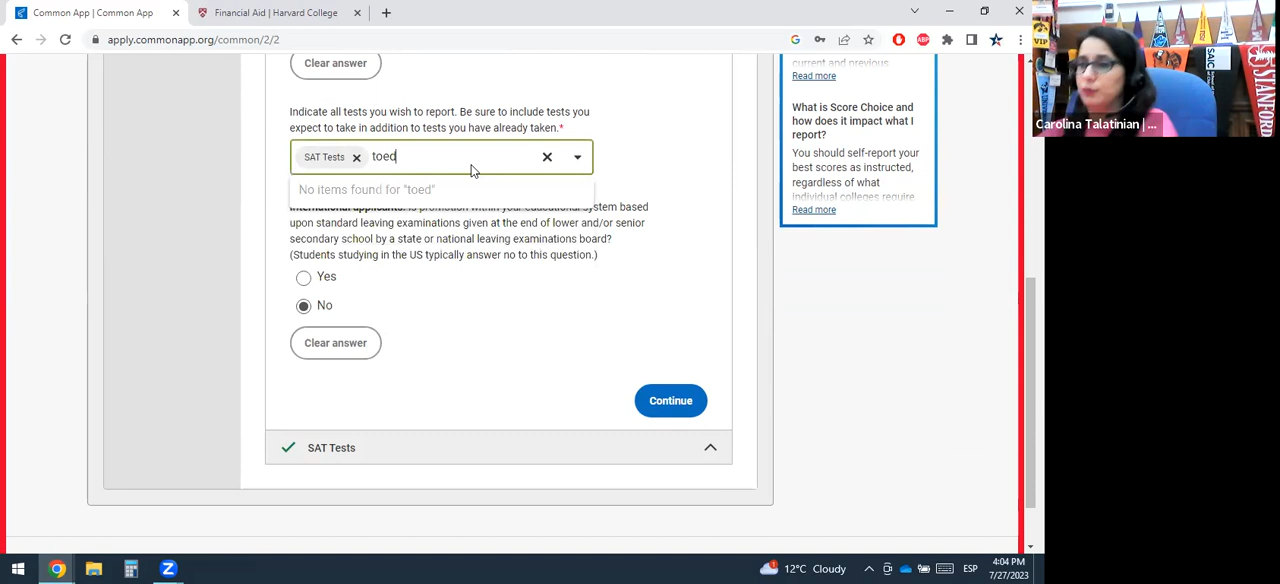 Common App | Common App
Financial Aid | Harvard College
apply.commonapp.org/common/2/2
Clear answer
Indicate all tests you wish to report. Be sure to include tests you
expect to take in addition to tests you have already taken.*
SAT Tests
toed
No items found for "toed"
International applicants: Is promotion within your educational system based
upon standard leaving examinations given at the end of lower and/or senior
secondary school by a state or national leaving examinations board?
(Students studying in the US typically answer no to this question.)
Yes
No
Clear answer
Continue
SAT Tests
current and previous
Read more
What is Score Choice and
how does it impact what I
report?
You should self-report your
best scores as instructed,
regardless of what
individual colleges require
Read more
VIP
SAIC
STANFORD
Carolina Talatinian | ...
ABP
12°C Cloudy
ESP
4:04 PM
7/27/2023